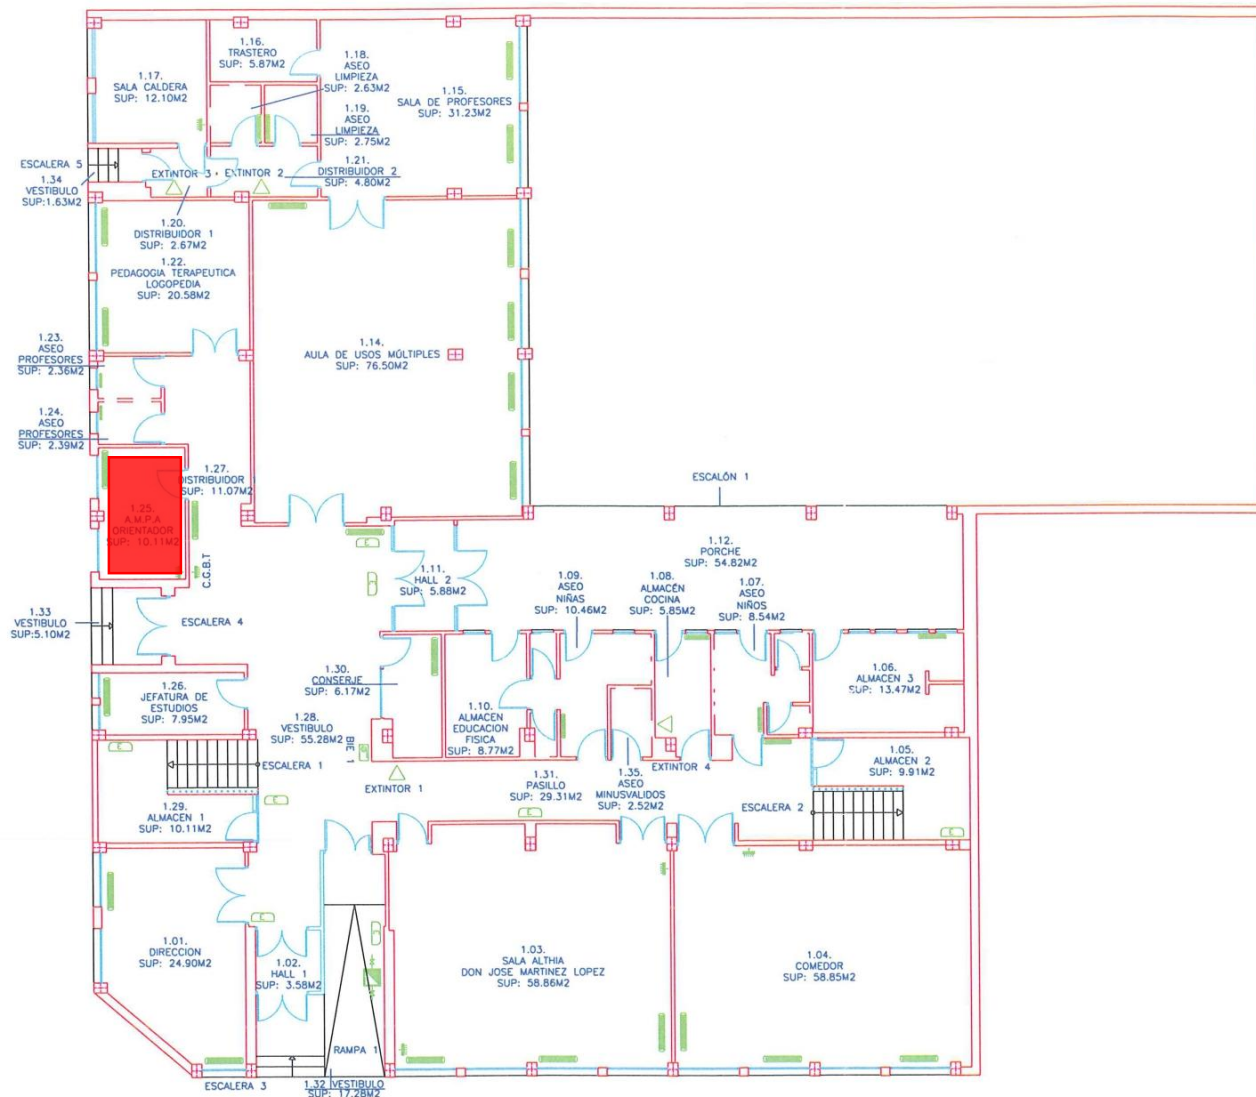 1.16.
TRASTERO
SUP: 5.87M2
1.17.
SALA CALDERA
SUP: 12.10M2
1.18.
ASEO
LIMPIEZA
SUP: 2.63M2
1.15.
SALA DE PROFESORES
SUP: 31.23M2
1.19.
ASEO
LIMPIEZA
SUP: 2.75M2
1.21.
DISTRIBUIDOR 2
SUP: 4.80M2
ESCALERA 5
1.34
VESTIBULO
SUP:1.63M2
EXTINTOR 3
EXTINTOR 2
1.20.
DISTRIBUIDOR 1
SUP: 2.67M2
1.22.
PEDAGOGIA TERAPEUTICA
LOGOPEDIA
SUP: 20.58M2
1.23.
ASEO
PROFESORES
SUP: 2.36M2
1.14.
AULA DE USOS MÚLTIPLES
SUP: 76.50M2
1.24.
ASEO
PROFESORES
SUP: 2.39M2
1.27.
DISTRIBUIDOR
SUP: 11.07M2
1.25.
A.M.P.A
ORIENTADOR
SUP: 10.11M2
C.G.B.T
ESCALÓN 1
1.12.
PORCHE
SUP: 54.82M2
1.11.
HALL 2
SUP: 5.88M2
1.09.
ASEO
NIÑAS
SUP: 10.46M2
1.08.
ALMACÉN
COCINA
SUP: 5.85M2
1.07.
ASEO
NIÑOS
SUP: 8.54M2
1.33
VESTIBULO
SUP:5.10M2
ESCALERA 4
1.30.
CONSERJE
SUP: 6.17M2
1.06.
ALMACEN 3
SUP: 13.47M2
1.26.
JEFATURA DE
ESTUDIOS
SUP: 7.95M2
1.28.
VESTIBULO
SUP: 55.28M2
BIE 1
1.10.
ALMACEN
EDUCACION
FISICA
SUP: 8.77M2
1.05.
ALMACEN 2
SUP: 9.91M2
ESCALERA 1
EXTINTOR 1
1.31.
PASILLO
SUP: 29.31M2
1.35.
ASEO
MINUSVALIDOS
SUP: 2.52M2
EXTINTOR 4
ESCALERA 2
1.29.
ALMACEN 1
SUP: 10.11M2
1.01.
DIRECCION
SUP: 24.90M2
1.02.
HALL 1
SUP: 3.58M2
1.03.
SALA ALTHIA
DON JOSE MARTINEZ LOPEZ
SUP: 58.86M2
1.04.
COMEDOR
SUP: 58.85M2
RAMPA 1
ESCALERA 3
1.32 VESTIBULO
SUP: 17.28M2